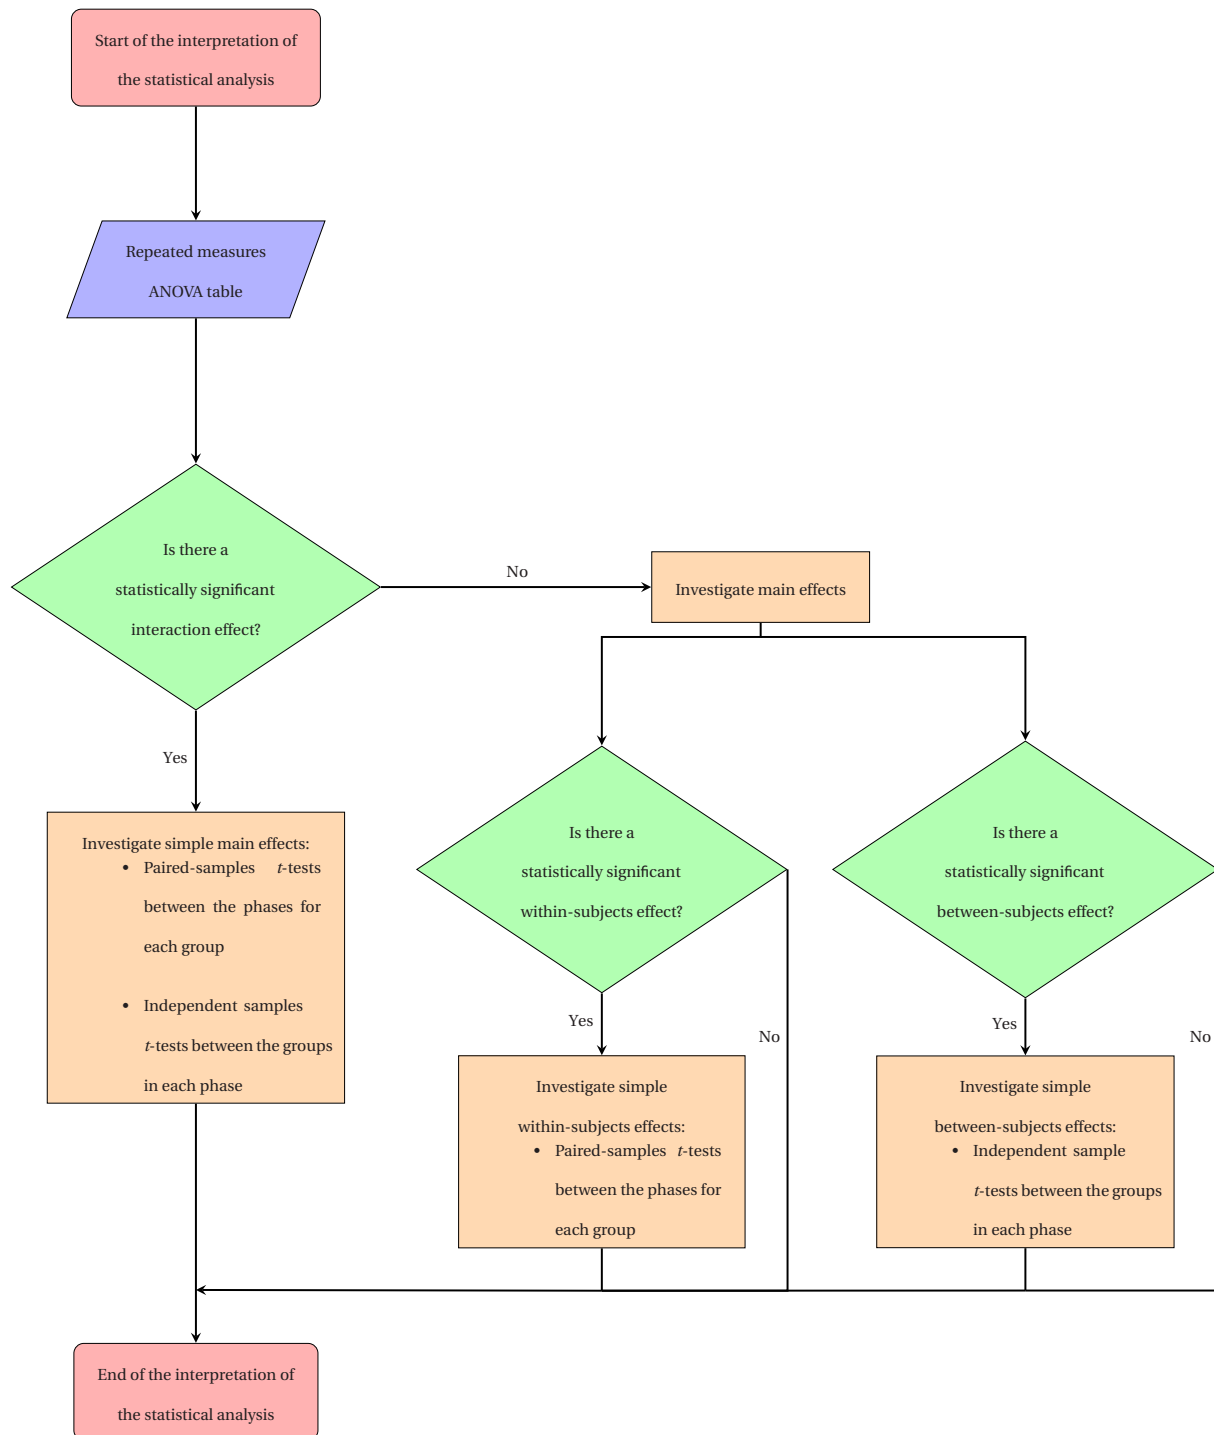 Start of the interpretation of
the statistical analysis
Repeated measures
ANOVA table
Is there a
statistically significant
interaction effect?
No
Investigate main effects
Yes
Investigate simple main effects:
• Paired-samples t-tests
between the phases for
each group
• Independent samples
t-tests between the groups
in each phase
Is there a
statistically significant
within-subjects effect?
Yes
No
Investigate simple
within-subjects effects:
• Paired-samples t-tests
between the phases for
each group
Is there a
statistically significant
between-subjects effect?
Yes
No
Investigate simple
between-subjects effects:
• Independent sample
t-tests between the groups
in each phase
End of the interpretation of
the statistical analysis